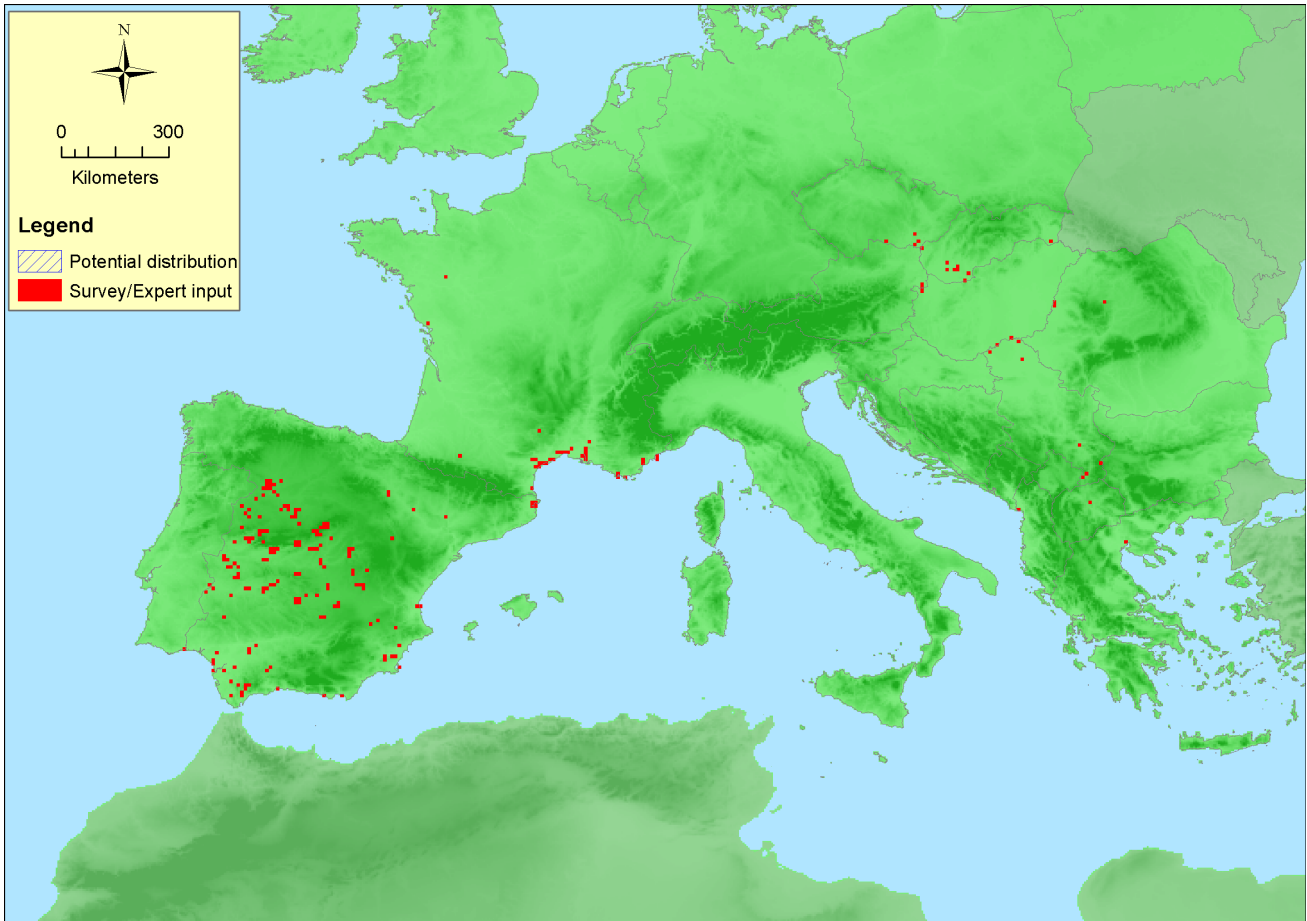 N
0 300
Kilometers
Legend
Potential distribution
Survey/Expert input